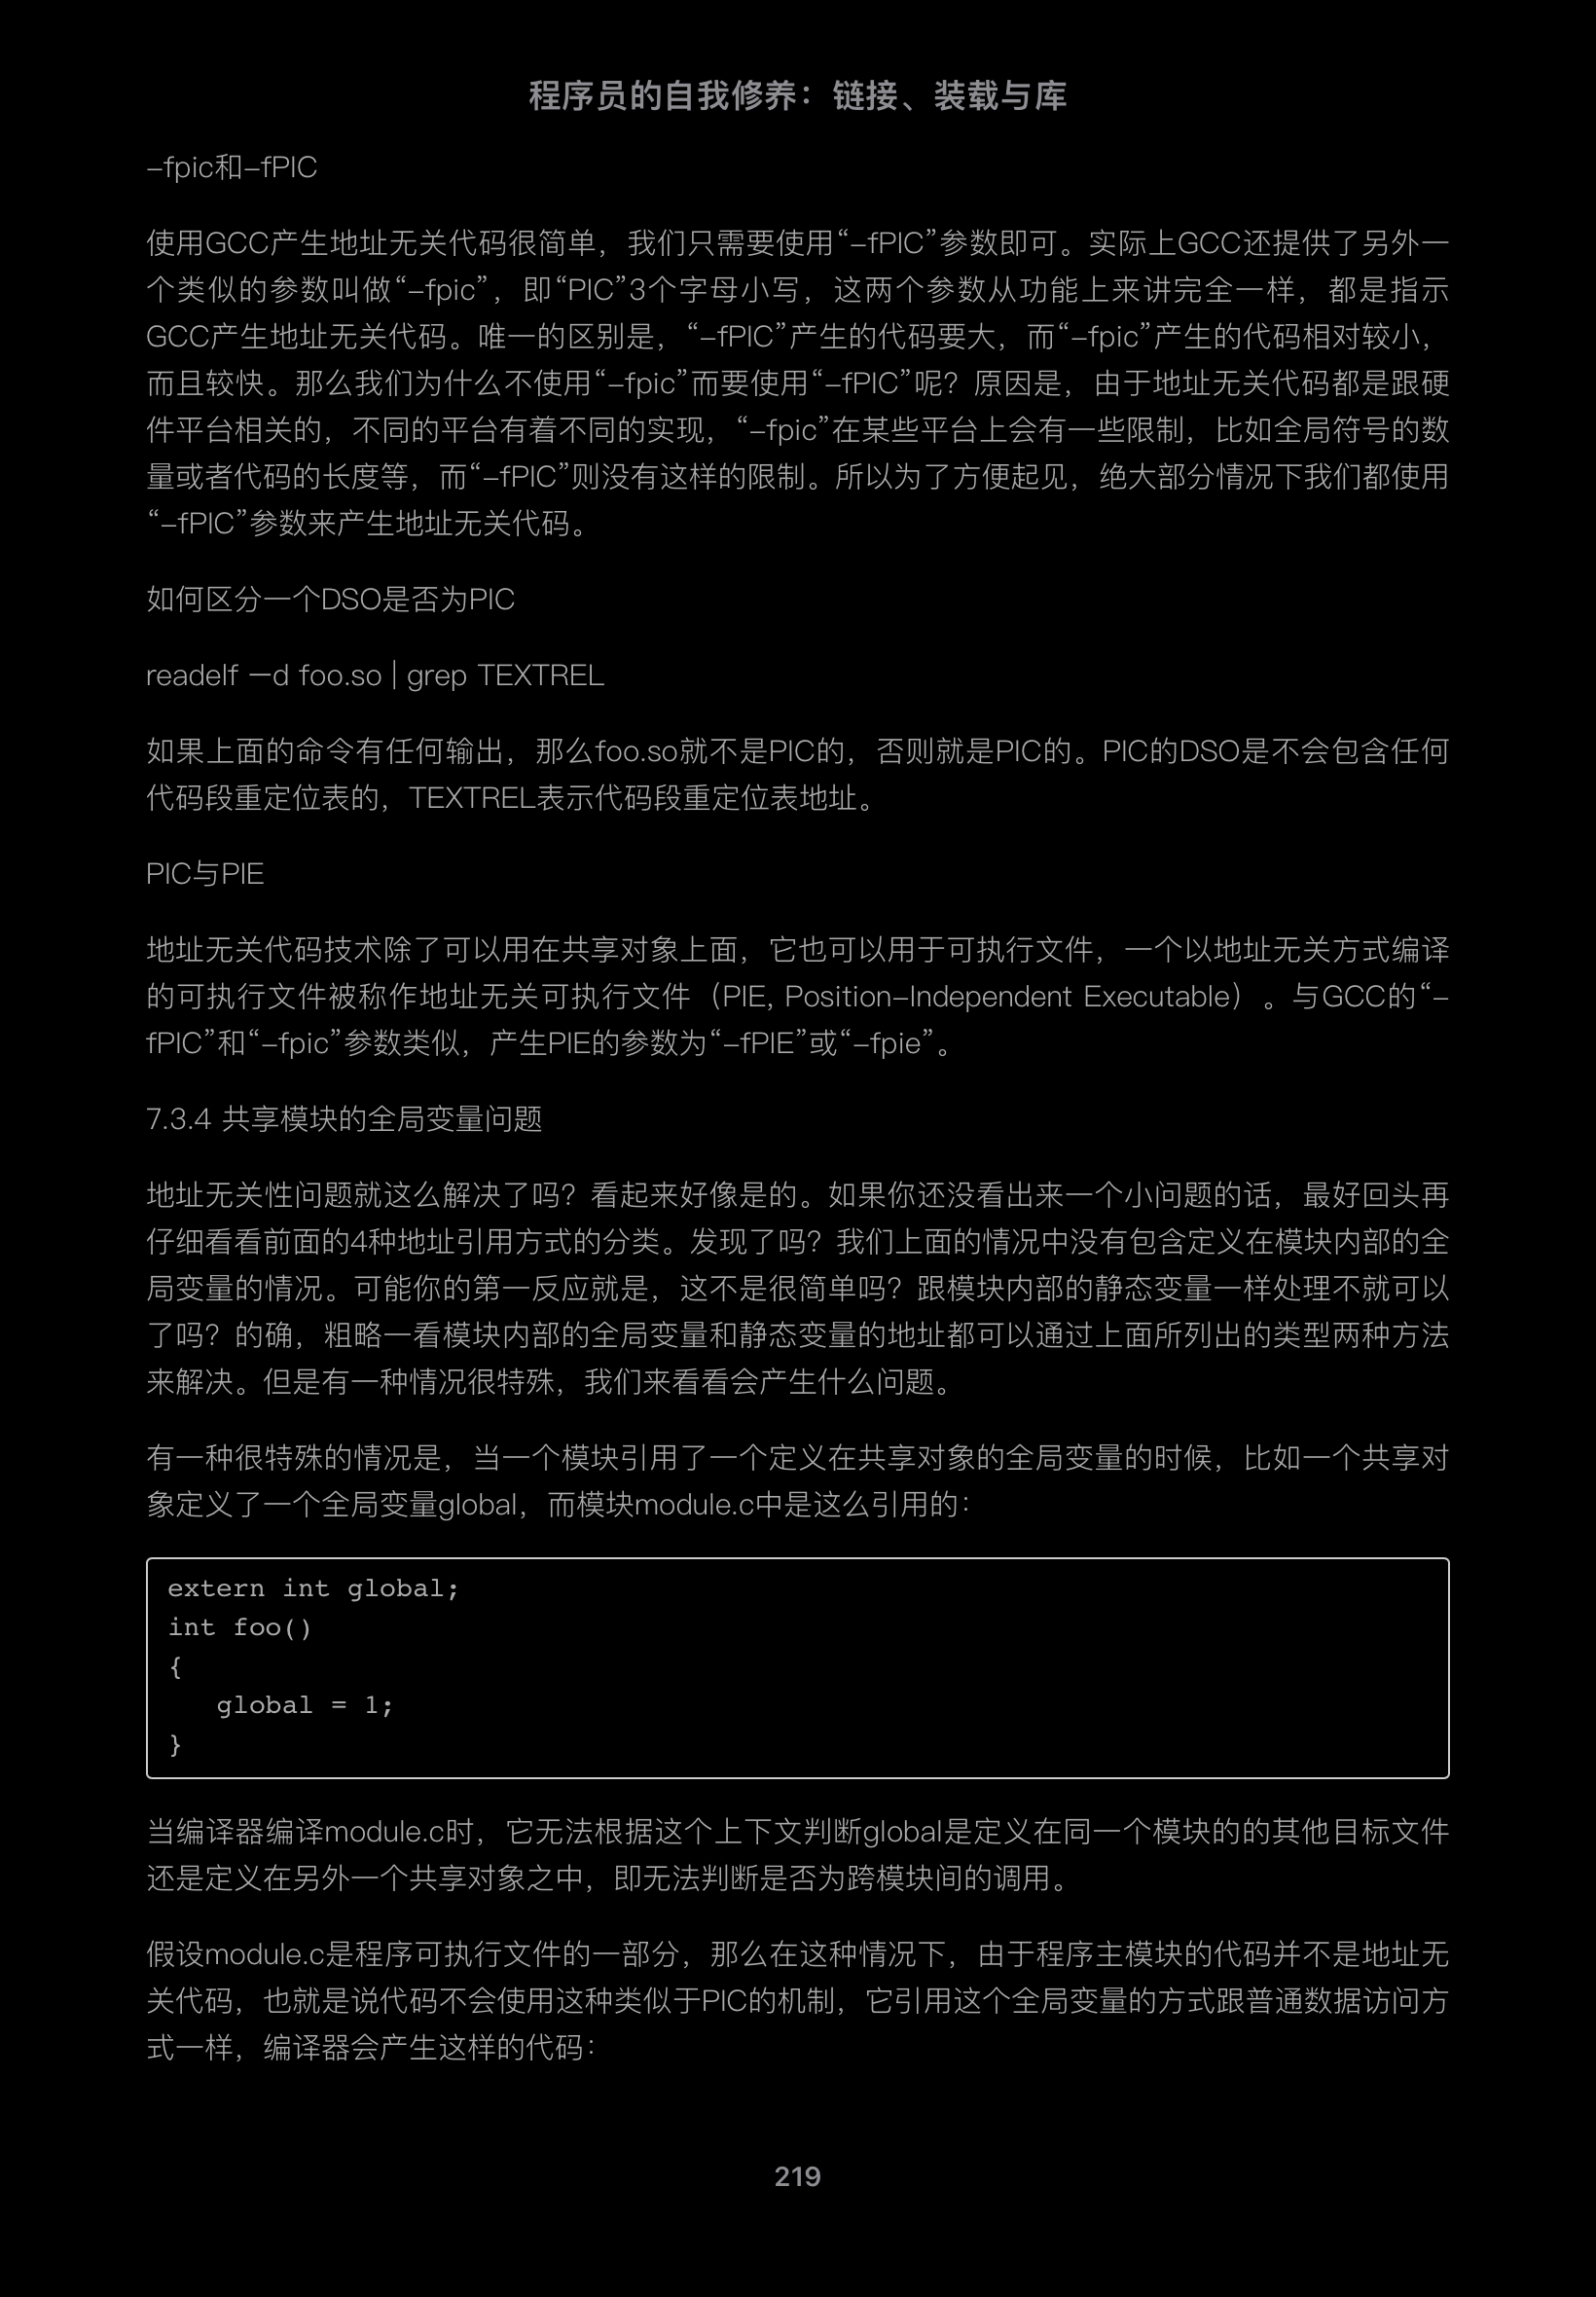 程序员的自我修养：链接、装载与库
–fpic和–fPIC
使用GCC产生地址无关代码很简单，我们只需要使用“–fPIC”参数即可。实际上GCC还提供了另外一
个类似的参数叫做“–fpic”，即“PIC”3个字母小写，这两个参数从功能上来讲完全一样，都是指示
GCC产生地址无关代码。唯一的区别是，“–fPIC”产生的代码要大，而“–fpic”产生的代码相对较小，
而且较快。那么我们为什么不使用“–fpic”而要使用“–fPIC”呢？原因是，由于地址无关代码都是跟硬
件平台相关的，不同的平台有着不同的实现，“–fpic”在某些平台上会有一些限制，比如全局符号的数
量或者代码的长度等，而“–fPIC”则没有这样的限制。所以为了方便起见，绝大部分情况下我们都使用
“–fPIC”参数来产生地址无关代码。
如何区分一个DSO是否为PIC
readelf —d foo.so | grep TEXTREL
如果上面的命令有任何输出，那么foo.so就不是PIC的，否则就是PIC的。PIC的DSO是不会包含任何
代码段重定位表的，TEXTREL表示代码段重定位表地址。
PIC与PIE
地址无关代码技术除了可以用在共享对象上面，它也可以用于可执行文件，一个以地址无关方式编译
的可执行文件被称作地址无关可执行文件（PIE, Position–Independent Executable）。与GCC的“–
fPIC”和“–fpic”参数类似，产生PIE的参数为“–fPIE”或“–fpie”。
7.3.4 共享模块的全局变量问题
地址无关性问题就这么解决了吗？看起来好像是的。如果你还没看出来一个小问题的话，最好回头再
仔细看看前面的4种地址引用方式的分类。发现了吗？我们上面的情况中没有包含定义在模块内部的全
局变量的情况。可能你的第一反应就是，这不是很简单吗？跟模块内部的静态变量一样处理不就可以
了吗？的确，粗略一看模块内部的全局变量和静态变量的地址都可以通过上面所列出的类型两种方法
来解决。但是有一种情况很特殊，我们来看看会产生什么问题。
有一种很特殊的情况是，当一个模块引用了一个定义在共享对象的全局变量的时候，比如一个共享对
象定义了一个全局变量global，而模块module.c中是这么引用的：
extern int global;
int foo()
{
   global = 1;
}
当编译器编译module.c时，它无法根据这个上下文判断global是定义在同一个模块的的其他目标文件
还是定义在另外一个共享对象之中，即无法判断是否为跨模块间的调用。
假设module.c是程序可执行文件的一部分，那么在这种情况下，由于程序主模块的代码并不是地址无
关代码，也就是说代码不会使用这种类似于PIC的机制，它引用这个全局变量的方式跟普通数据访问方
式一样，编译器会产生这样的代码：
219